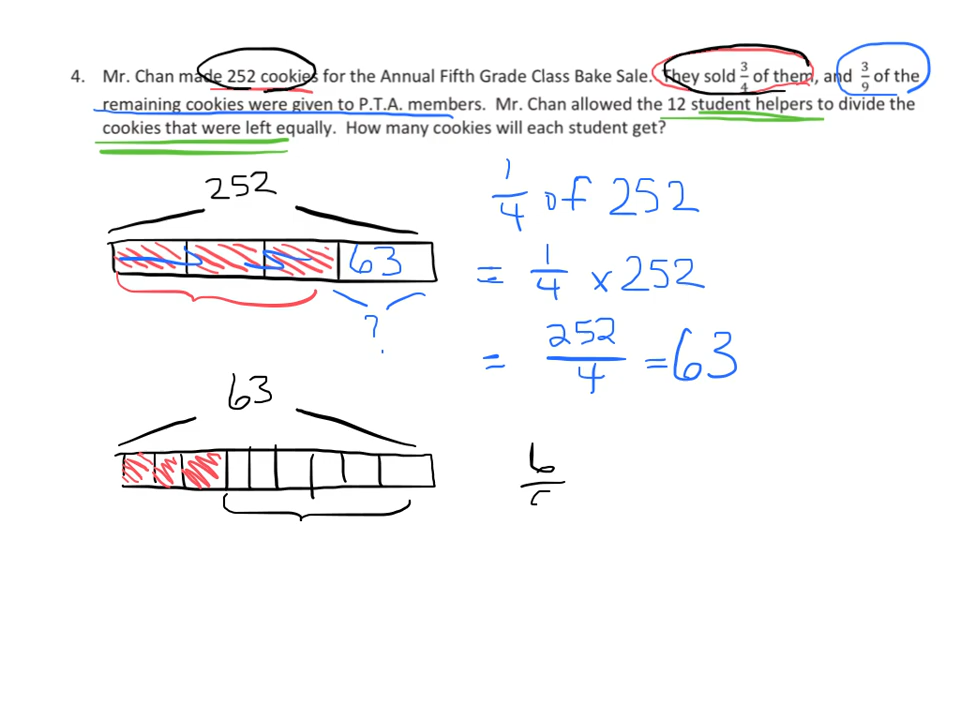 4. Mr. Chan made 252 cookies for the Annual Fifth Grade Class Bake Sale. They sold 3/4 of them, and 3/9 of the
remaining cookies were given to P.T.A. members. Mr. Chan allowed the 12 student helpers to divide the
cookies that were left equally. How many cookies will each student get?
252
63
?
1/4 of 252
= 1/4 x 252
= 252/4 = 63
63
6